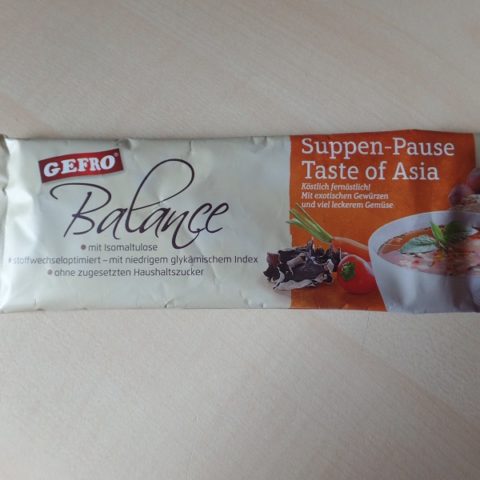 GEFRO
Balance
mit Isomaltulose
stoffwechseloptimiert – mit niedrigem glykämischem Index
ohne zugesetzten Haushaltszucker
Suppen-Pause
Taste of Asia
Köstlich fernöstlich!
Mit exotischen Gewürzen
und viel leckerem Gemüse